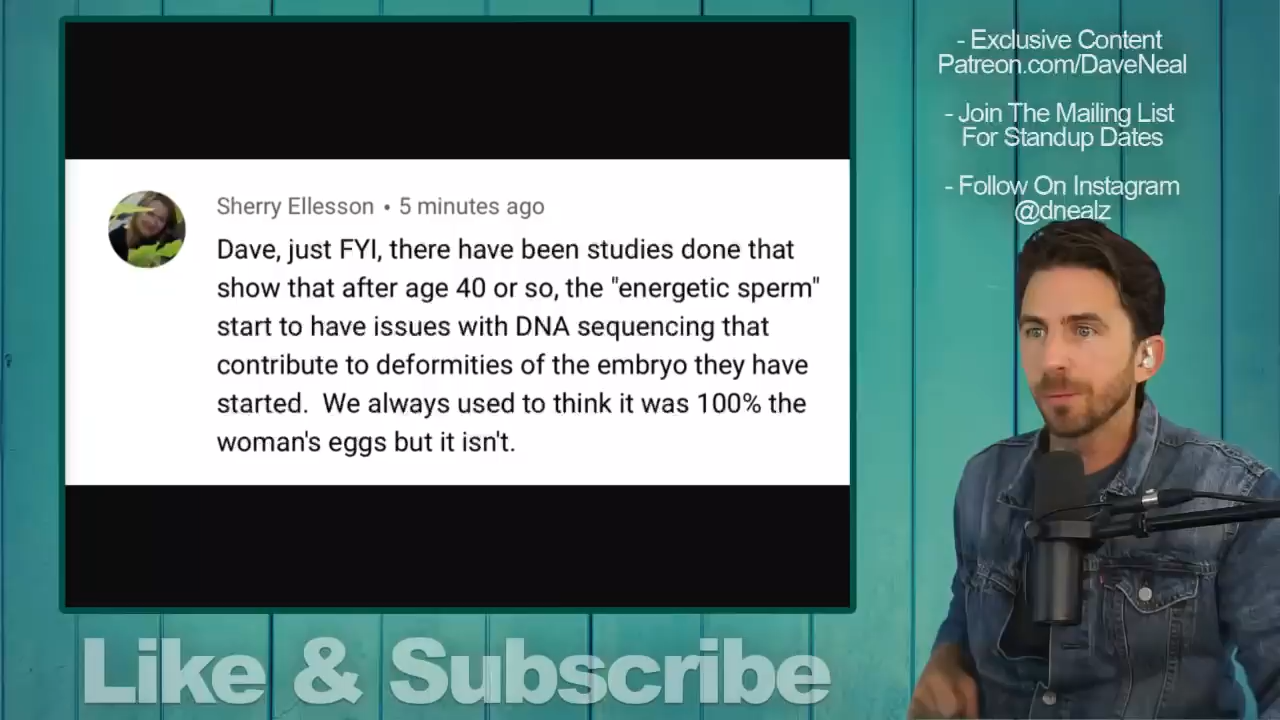 Sherry Ellesson • 5 minutes ago
Dave, just FYI, there have been studies done that
show that after age 40 or so, the "energetic sperm"
start to have issues with DNA sequencing that
contribute to deformities of the embryo they have
started.  We always used to think it was 100% the
woman's eggs but it isn't.
- Exclusive Content
Patreon.com/DaveNeal
- Join The Mailing List
For Standup Dates
- Follow On Instagram
@dnealz
Like & Subscribe